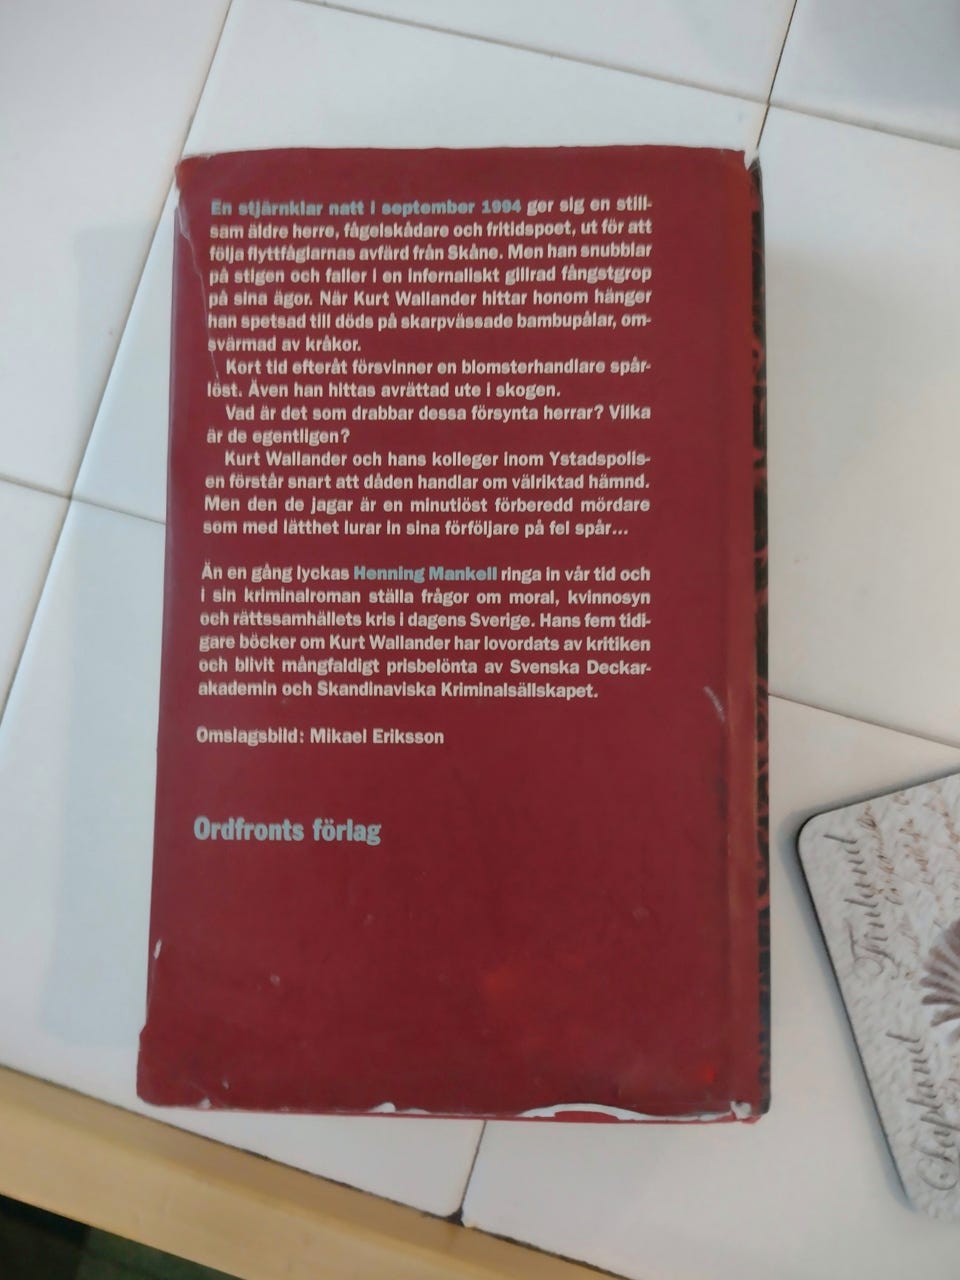 En stjärnklar natt i september 1994 ger sig en still-
sam äldre herre, fågelskådare och fritidspoet, ut för att
följa flyttfåglarnas avfärd från Skåne. Men han snubblar
på stigen och faller i en infernaliskt gillrad fångstgrop
på sina ägor. När Kurt Wallander hittar honom hänger
han spetsad till döds på skarpvässade bambupålar, om-
svärmad av kråkor.
Kort tid efteråt försvinner en blomsterhandlare spår-
löst. Även han hittas avrättad ute i skogen.
Vad är det som drabbar dessa försynta herrar? Vilka
är de egentligen?
Kurt Wallander och hans kolleger inom Ystadspolis-
en förstår snart att dåden handlar om välriktad hämnd.
Men den de jagar är en minutiöst förberedd mördare
som med lätthet lurar in sina förföljare på fel spår...
Än en gång lyckas Henning Mankell ringa in vår tid och
i sin kriminalroman ställa frågor om moral, kvinnosyn
och rättssamhällets kris i dagens Sverige. Hans fem tidi-
gare böcker om Kurt Wallander har lovordats av kritiken
och blivit mångfaldigt prisbelönta av Svenska Deckar-
akademin och Skandinaviska Kriminalsällskapet.
Omslagsbild: Mikael Eriksson
Ordfronts förlag
Finland
Lapland